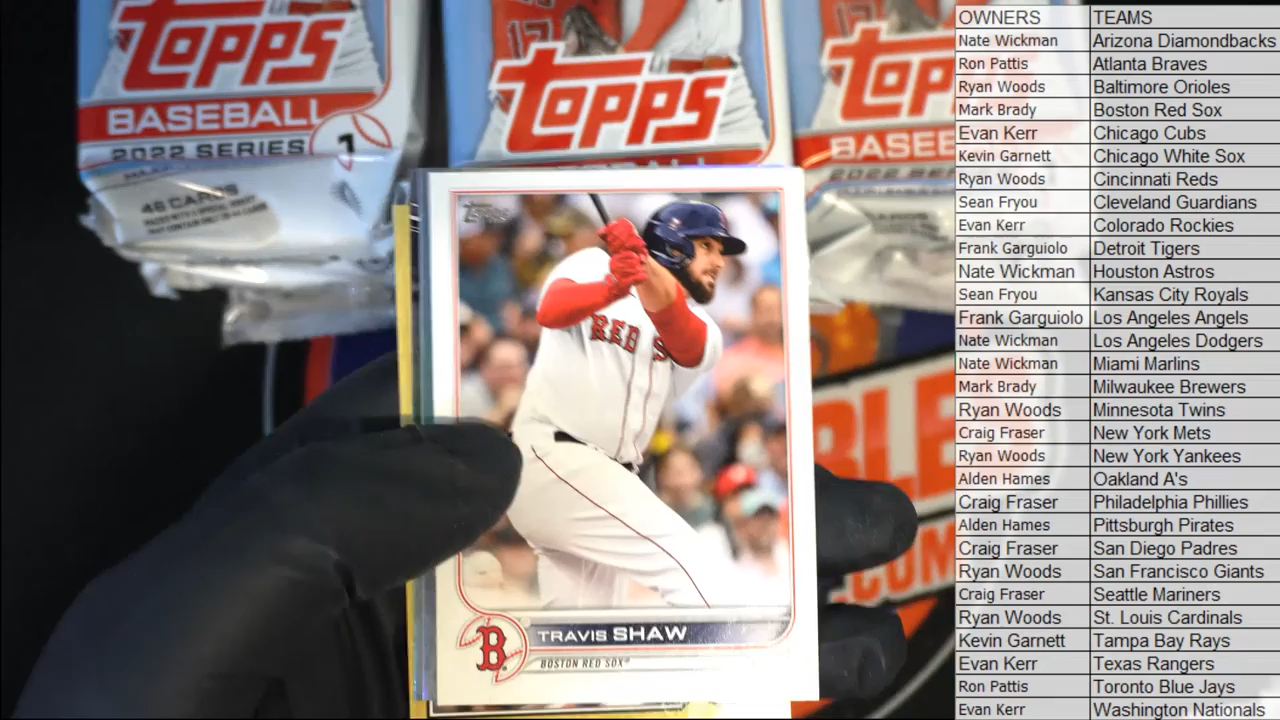 TOPPS
BASEBALL
2022 SERIES 1
46 CARDS
17
TOPPS
TOPP
BASEB
2022 SER
Topps
RED S
TRAVIS SHAW
B
BOSTON RED SOX
BLE
.COM
OWNERS TEAMS
Nate Wickman Arizona Diamondbacks
Ron Pattis Atlanta Braves
Ryan Woods Baltimore Orioles
Mark Brady Boston Red Sox
Evan Kerr Chicago Cubs
Kevin Garnett Chicago White Sox
Ryan Woods Cincinnati Reds
Sean Fryou Cleveland Guardians
Evan Kerr Colorado Rockies
Frank Garguiolo Detroit Tigers
Nate Wickman Houston Astros
Sean Fryou Kansas City Royals
Frank Garguiolo Los Angeles Angels
Nate Wickman Los Angeles Dodgers
Nate Wickman Miami Marlins
Mark Brady Milwaukee Brewers
Ryan Woods Minnesota Twins
Craig Fraser New York Mets
Ryan Woods New York Yankees
Alden Hames Oakland A's
Craig Fraser Philadelphia Phillies
Alden Hames Pittsburgh Pirates
Craig Fraser San Diego Padres
Ryan Woods San Francisco Giants
Craig Fraser Seattle Mariners
Ryan Woods St. Louis Cardinals
Kevin Garnett Tampa Bay Rays
Evan Kerr Texas Rangers
Ron Pattis Toronto Blue Jays
Evan Kerr Washington Nationals